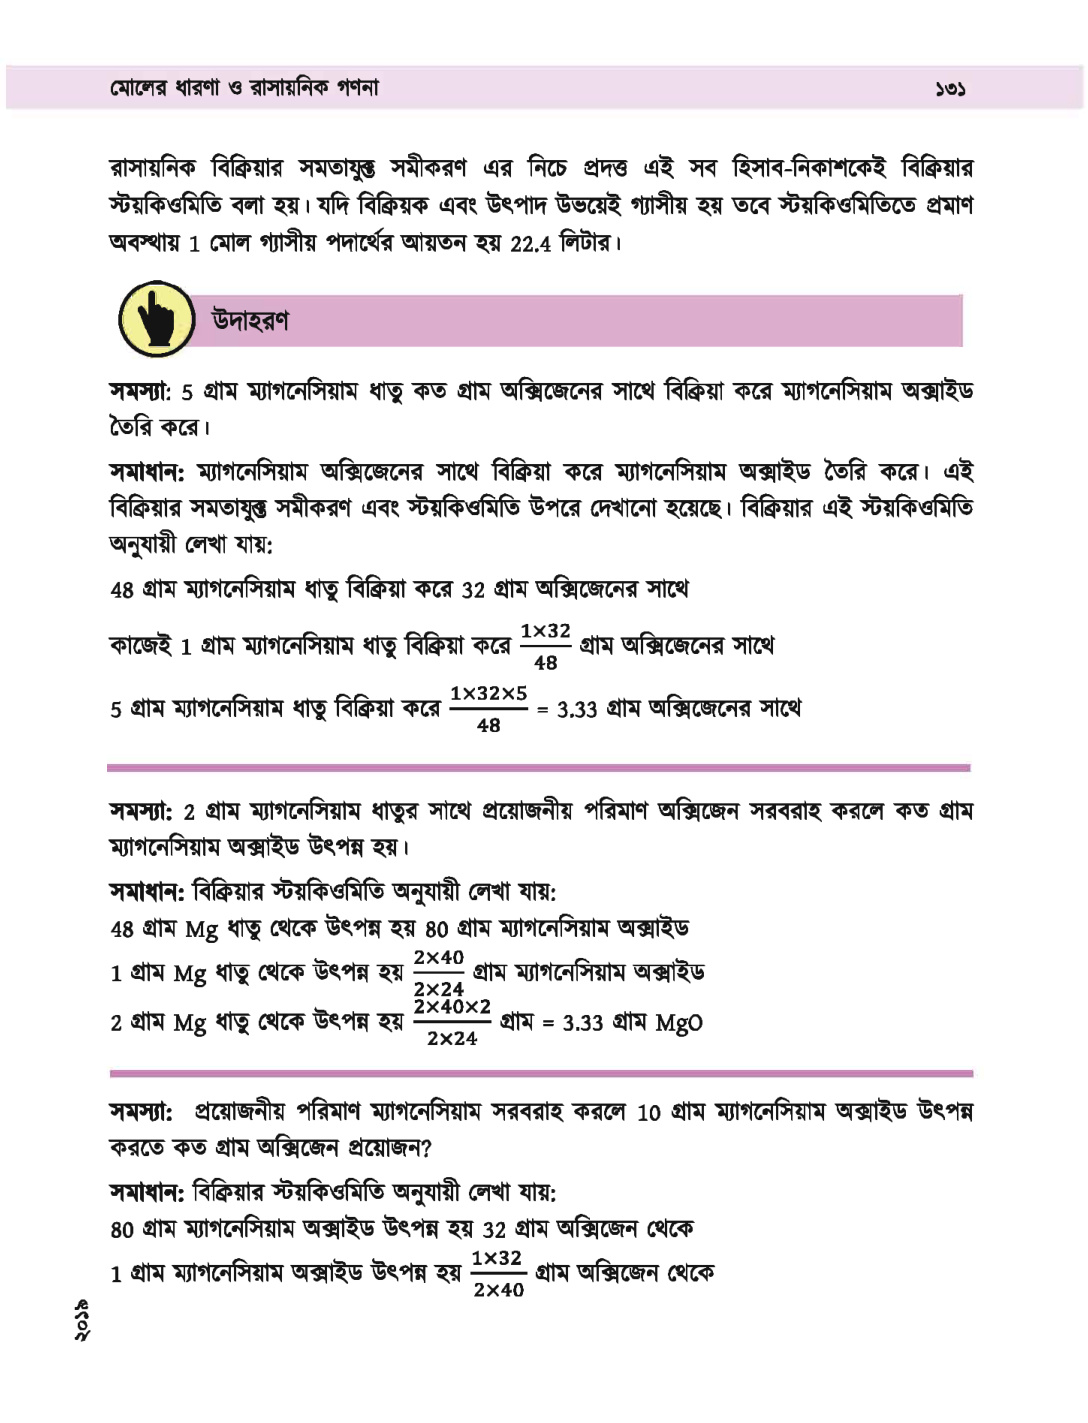 মোলের ধারণা ও রাসায়নিক গণনা ১৩১
রাসায়নিক বিক্রিয়ার সমতাযুক্ত সমীকরণ এর নিচে প্রদত্ত এই সব হিসাব-নিকাশকেই বিক্রিয়ার
স্টয়কিওমিতি বলা হয়। যদি বিক্রিয়ক এবং উৎপাদ উভয়েই গ্যাসীয় হয় তবে স্টয়কিওমিতিতে প্রমাণ
অবস্থায় 1 মোল গ্যাসীয় পদার্থের আয়তন হয় 22.4 লিটার।
উদাহরণ
সমস্যা: 5 গ্রাম ম্যাগনেসিয়াম ধাতু কত গ্রাম অক্সিজেনের সাথে বিক্রিয়া করে ম্যাগনেসিয়াম অক্সাইড
তৈরি করে।
সমাধান: ম্যাগনেসিয়াম অক্সিজেনের সাথে বিক্রিয়া করে ম্যাগনেসিয়াম অক্সাইড তৈরি করে। এই
বিক্রিয়ার সমতাযুক্ত সমীকরণ এবং স্টয়কিওমিতি উপরে দেখানো হয়েছে। বিক্রিয়ার এই স্টয়কিওমিতি
অনুযায়ী লেখা যায়:
48 গ্রাম ম্যাগনেসিয়াম ধাতু বিক্রিয়া করে 32 গ্রাম অক্সিজেনের সাথে
কাজেই 1 গ্রাম ম্যাগনেসিয়াম ধাতু বিক্রিয়া করে 1×32/48 গ্রাম অক্সিজেনের সাথে
5 গ্রাম ম্যাগনেসিয়াম ধাতু বিক্রিয়া করে 1×32×5/48 = 3.33 গ্রাম অক্সিজেনের সাথে
সমস্যা: 2 গ্রাম ম্যাগনেসিয়াম ধাতুর সাথে প্রয়োজনীয় পরিমাণ অক্সিজেন সরবরাহ করলে কত গ্রাম
ম্যাগনেসিয়াম অক্সাইড উৎপন্ন হয়।
সমাধান: বিক্রিয়ার স্টয়কিওমিতি অনুযায়ী লেখা যায়:
48 গ্রাম Mg ধাতু থেকে উৎপন্ন হয় 80 গ্রাম ম্যাগনেসিয়াম অক্সাইড
1 গ্রাম Mg ধাতু থেকে উৎপন্ন হয় 2×40/2×24 গ্রাম ম্যাগনেসিয়াম অক্সাইড
2 গ্রাম Mg ধাতু থেকে উৎপন্ন হয় 2×40×2/2×24 গ্রাম = 3.33 গ্রাম MgO
সমস্যা: প্রয়োজনীয় পরিমাণ ম্যাগনেসিয়াম সরবরাহ করলে 10 গ্রাম ম্যাগনেসিয়াম অক্সাইড উৎপন্ন
করতে কত গ্রাম অক্সিজেন প্রয়োজন?
সমাধান: বিক্রিয়ার স্টয়কিওমিতি অনুযায়ী লেখা যায়:
80 গ্রাম ম্যাগনেসিয়াম অক্সাইড উৎপন্ন হয় 32 গ্রাম অক্সিজেন থেকে
1 গ্রাম ম্যাগনেসিয়াম অক্সাইড উৎপন্ন হয় 1×32/2×40 গ্রাম অক্সিজেন থেকে
২০১৯